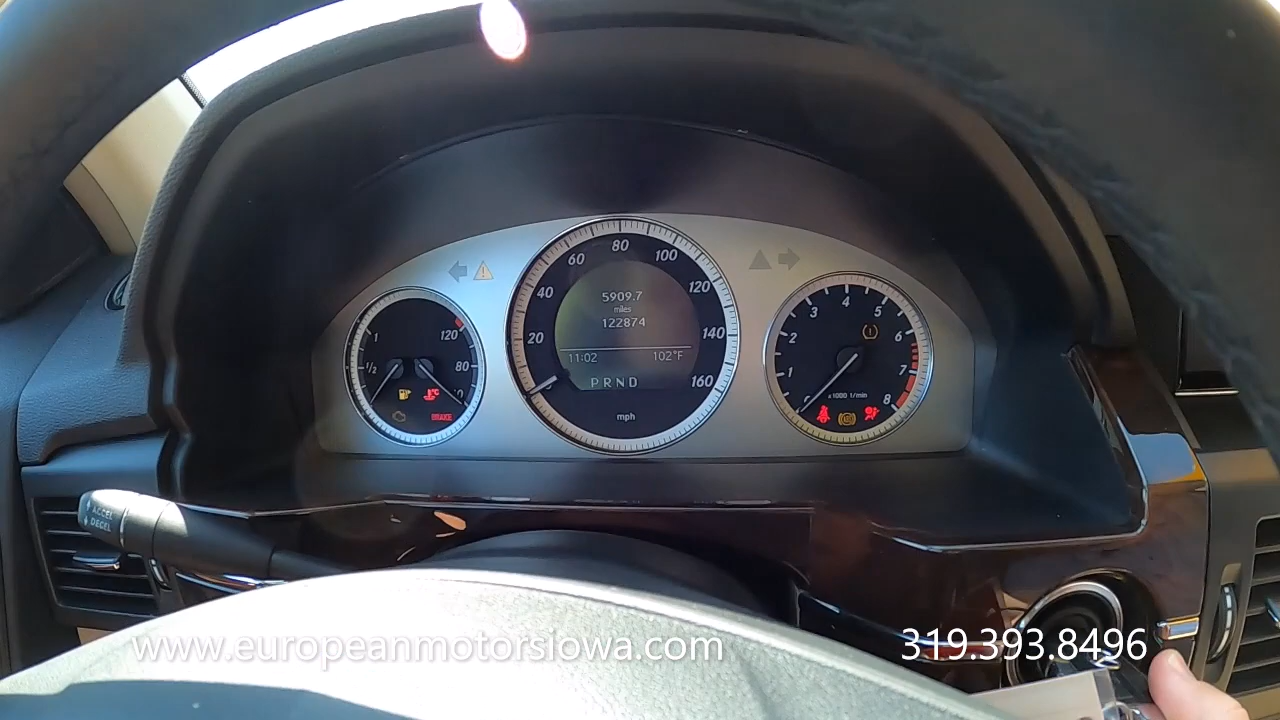 80
60
100
40
120
20
140
160
5909.7
miles
122874
11:02 102°F
PRND
mph
1
1/2
120
80
BRAKE
1
2
3
4
5
6
7
8
x1000 1/min
ACCEL
DECEL
www.europeanmotorsiowa.com
319.393.8496